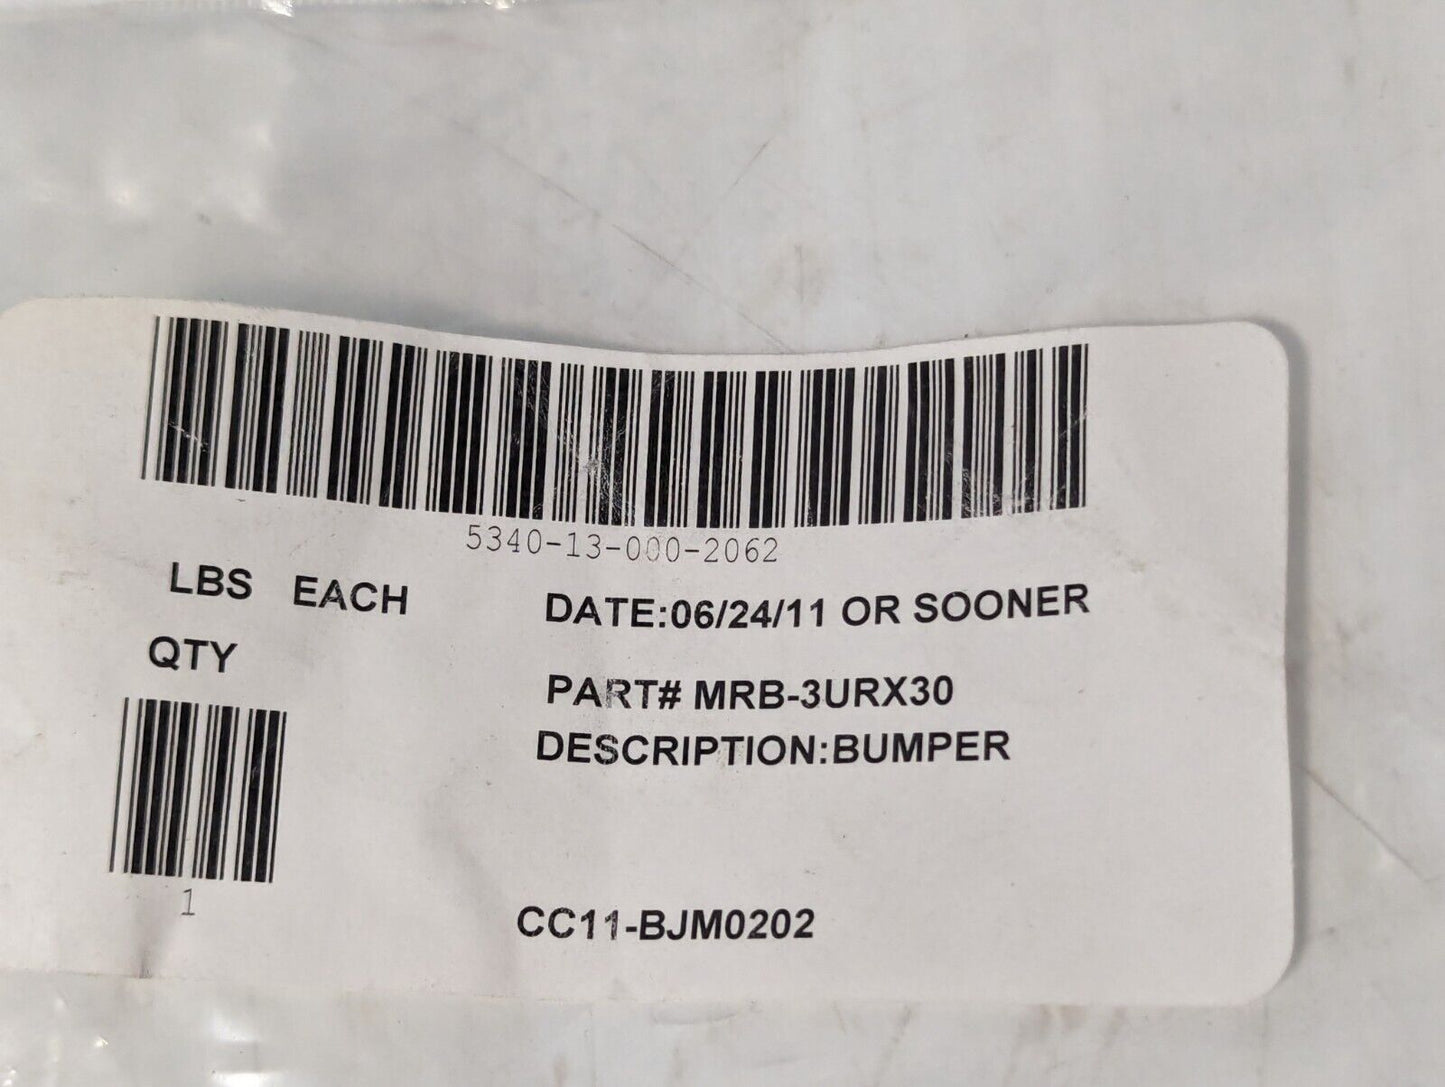 5340-13-000-2062
LBS EACH
DATE:06/24/11 OR SOONER
QTY
PART# MRB-3URX30
DESCRIPTION:BUMPER
1
CC11-BJM0202